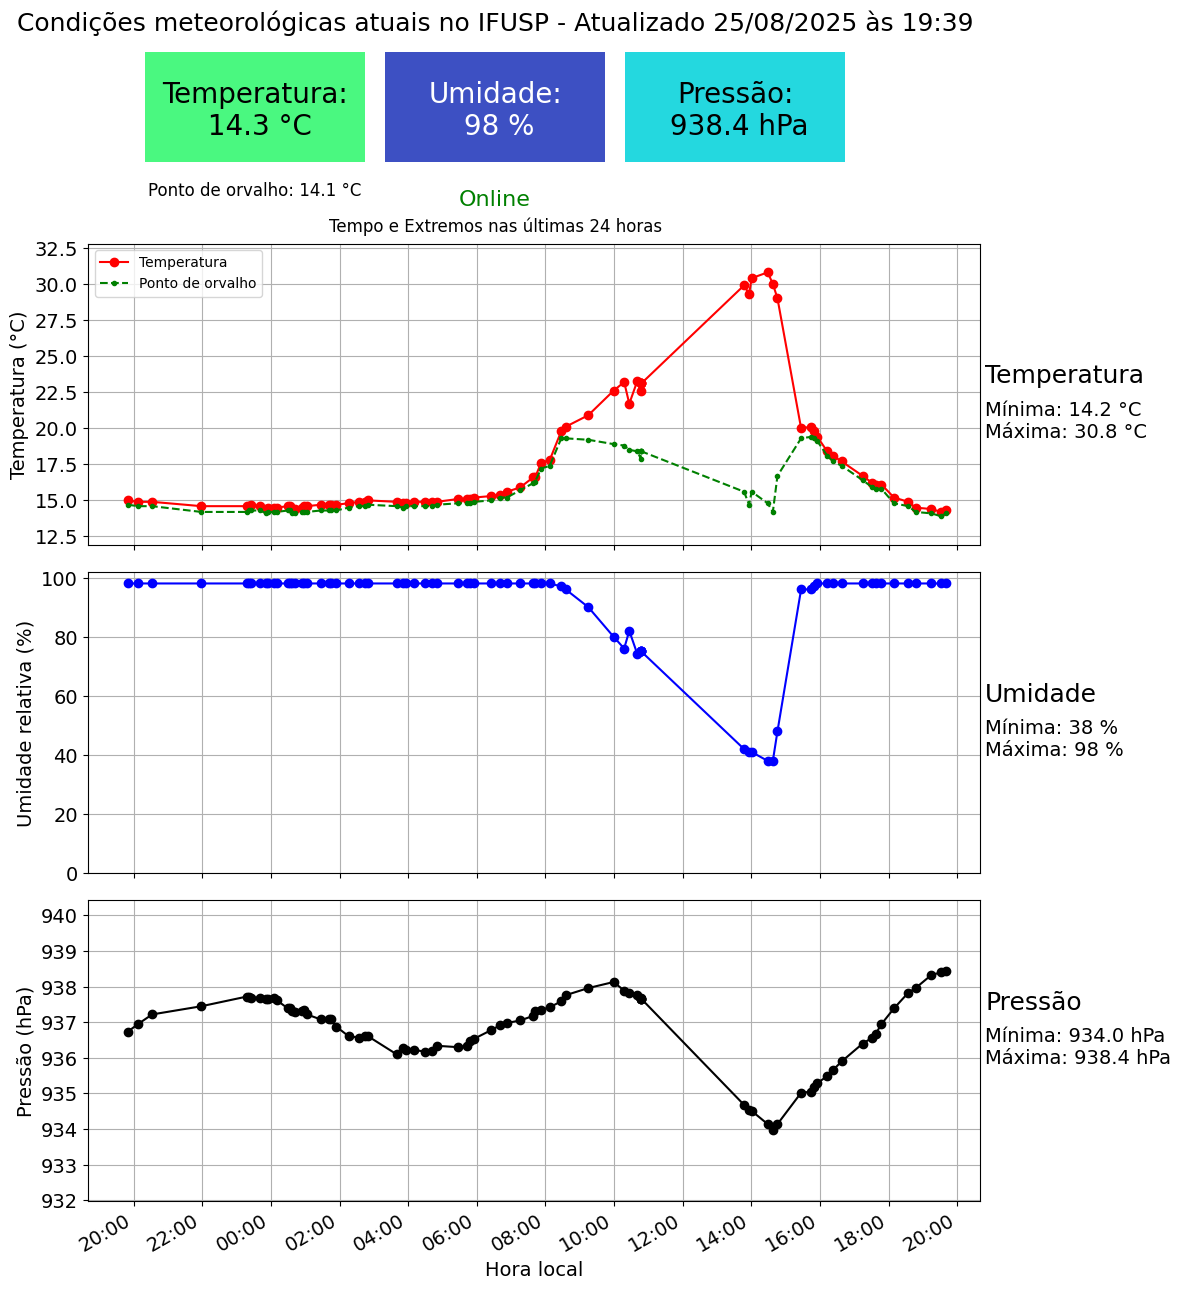 Condições meteorológicas atuais no IFUSP - Atualizado 25/08/2025 às 19:39
Temperatura:
14.3 °C
Umidade:
98 %
Pressão:
938.4 hPa
Ponto de orvalho: 14.1 °C
Online
Tempo e Extremos nas últimas 24 horas
Temperatura (°C)
32.5
30.0
27.5
25.0
22.5
20.0
17.5
15.0
12.5
Temperatura
Ponto de orvalho
Temperatura
Mínima: 14.2 °C
Máxima: 30.8 °C
Umidade relativa (%)
100
80
60
40
20
0
Umidade
Mínima: 38 %
Máxima: 98 %
Pressão (hPa)
940
939
938
937
936
935
934
933
932
Pressão
Mínima: 934.0 hPa
Máxima: 938.4 hPa
20:00 22:00 00:00 02:00 04:00 06:00 08:00 10:00 12:00 14:00 16:00 18:00 20:00
Hora local